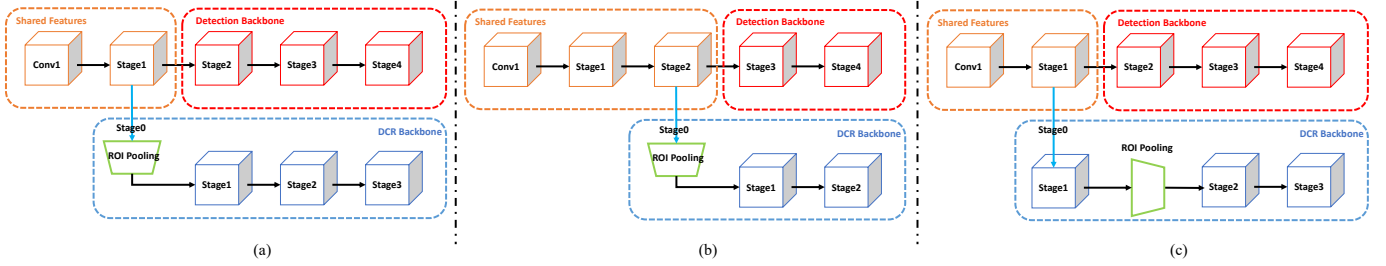 Shared Features
Detection Backbone
Conv1
Stage1
Stage2
Stage3
Stage4
Stage0
DCR Backbone
ROI Pooling
Stage1
Stage2
Stage3
(a)
Shared Features
Detection Backbone
Conv1
Stage1
Stage2
Stage3
Stage4
Stage0
DCR Backbone
ROI Pooling
Stage1
Stage2
(b)
Shared Features
Detection Backbone
Conv1
Stage1
Stage2
Stage3
Stage4
Stage0
DCR Backbone
ROI Pooling
Stage1
Stage2
Stage3
(c)